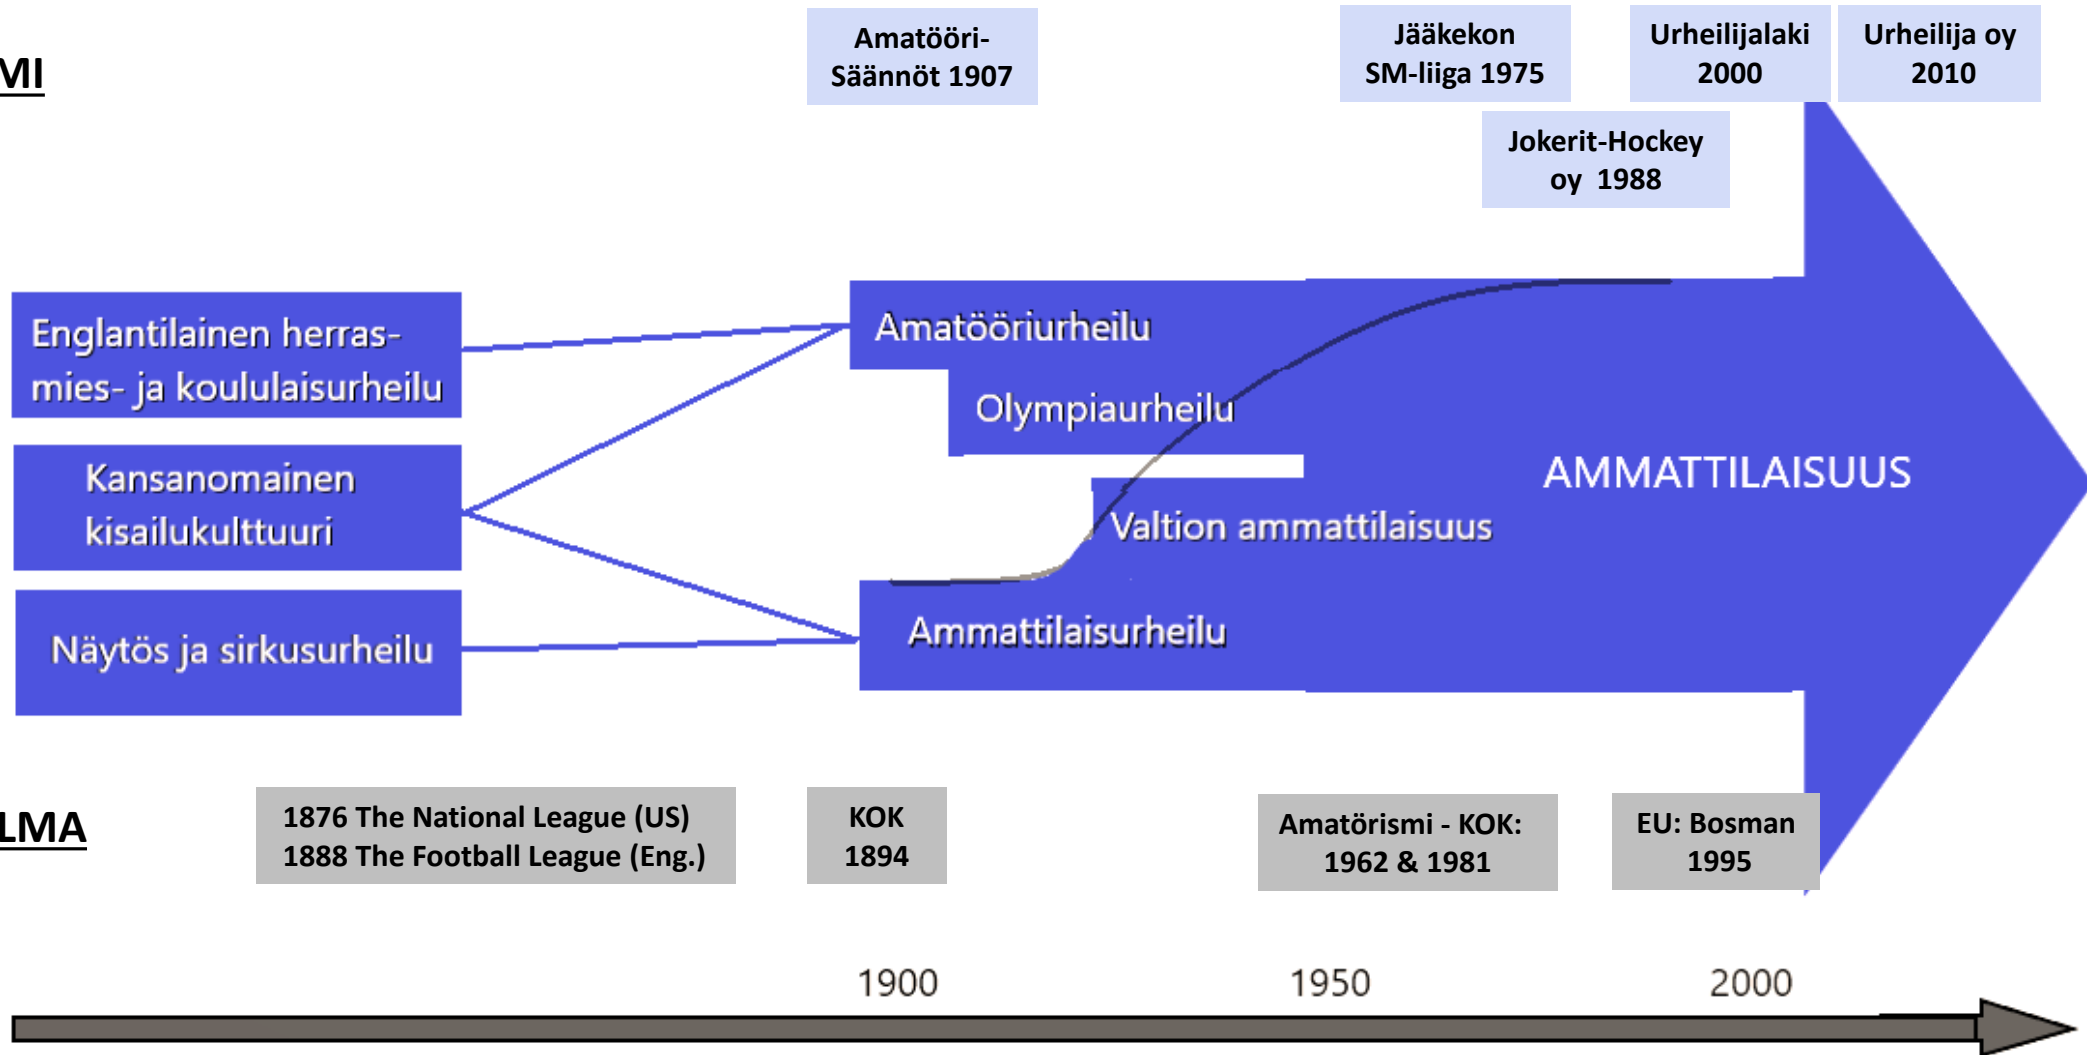 MI
Amatööri-
Säännöt 1907
Jääkekon
SM-liiga 1975
Urheilijalaki
2000
Urheilija oy
2010
Jokerit-Hockey
oy 1988
Englantilainen herras-
mies- ja koululaisurheilu
Kansanomainen
kisailukulttuuri
Näytös ja sirkusurheilu
Amatööriurheilu
Olympiaurheilu
Valtion ammattilaisuus
Ammattilaisurheilu
AMMATTILAISUUS
LMA
1876 The National League (US)
1888 The Football League (Eng.)
KOK
1894
Amatörismi - KOK:
1962 & 1981
EU: Bosman
1995
1900
1950
2000